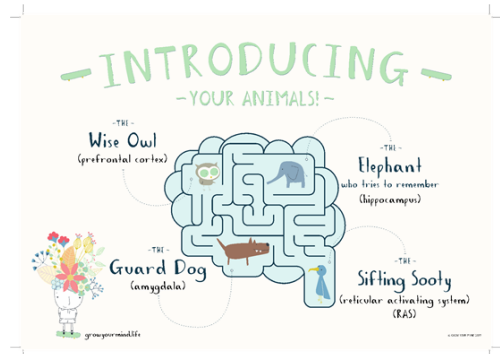 INTRODUCING
- YOUR ANIMALS! -
- THE -
Wise Owl
(prefrontal cortex)
- THE -
Elephant
who tries to remember
(hippocampus)
- THE -
Guard Dog
(amygdala)
- THE -
Sifting Sooty
(reticular activating system)
(RAS)
growyourmind.life